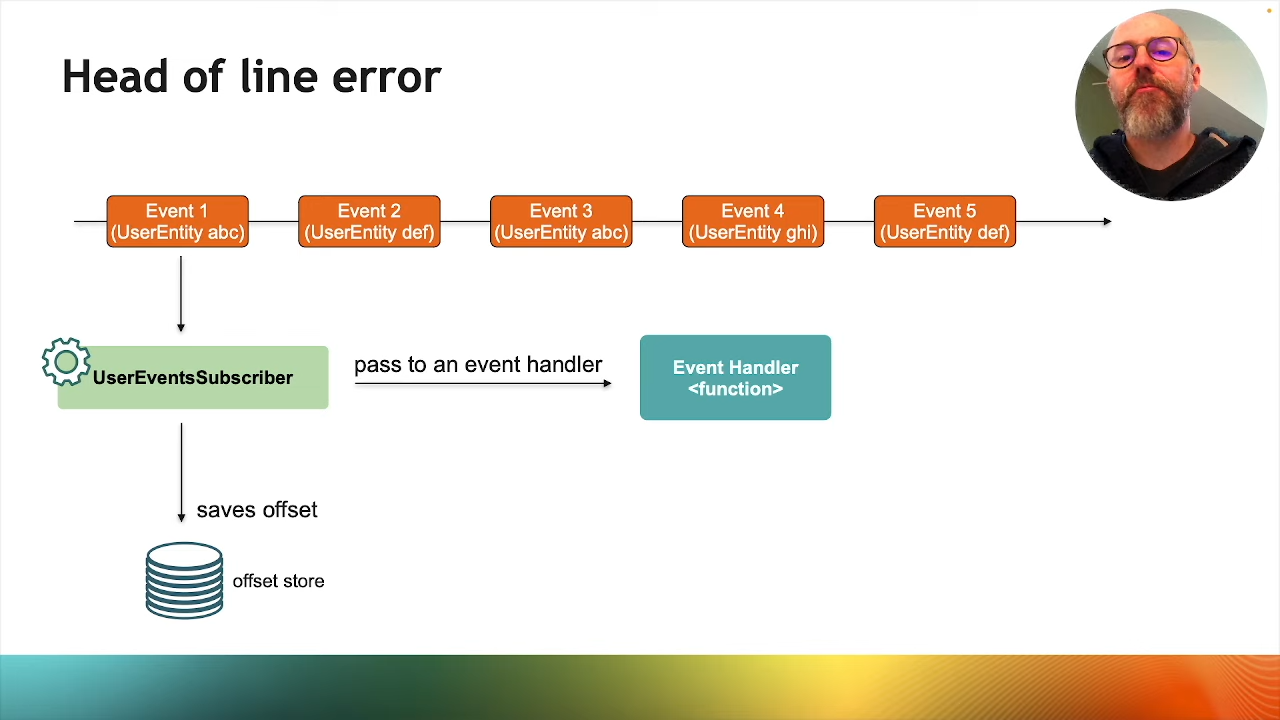 Head of line error
Event 1
(UserEntity abc)
Event 2
(UserEntity def)
Event 3
(UserEntity abc)
Event 4
(UserEntity ghi)
Event 5
(UserEntity def)
UserEventsSubscriber
pass to an event handler
Event Handler
<function>
saves offset
offset store